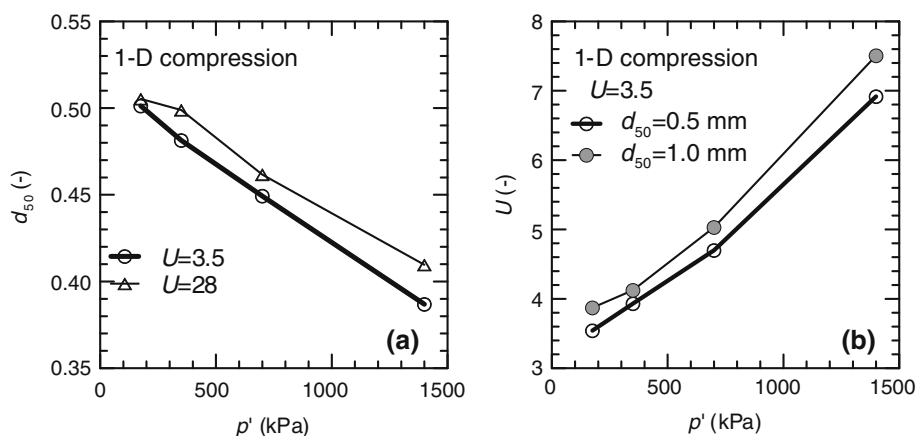 0.55
0.50
0.45
0.40
0.35
d50 (-)
1-D compression
U=3.5
U=28
(a)
0 500 1000 1500
p' (kPa)
8
7
6
5
4
3
U (-)
1-D compression
U=3.5
d50=0.5 mm
d50=1.0 mm
(b)
0 500 1000 1500
p' (kPa)